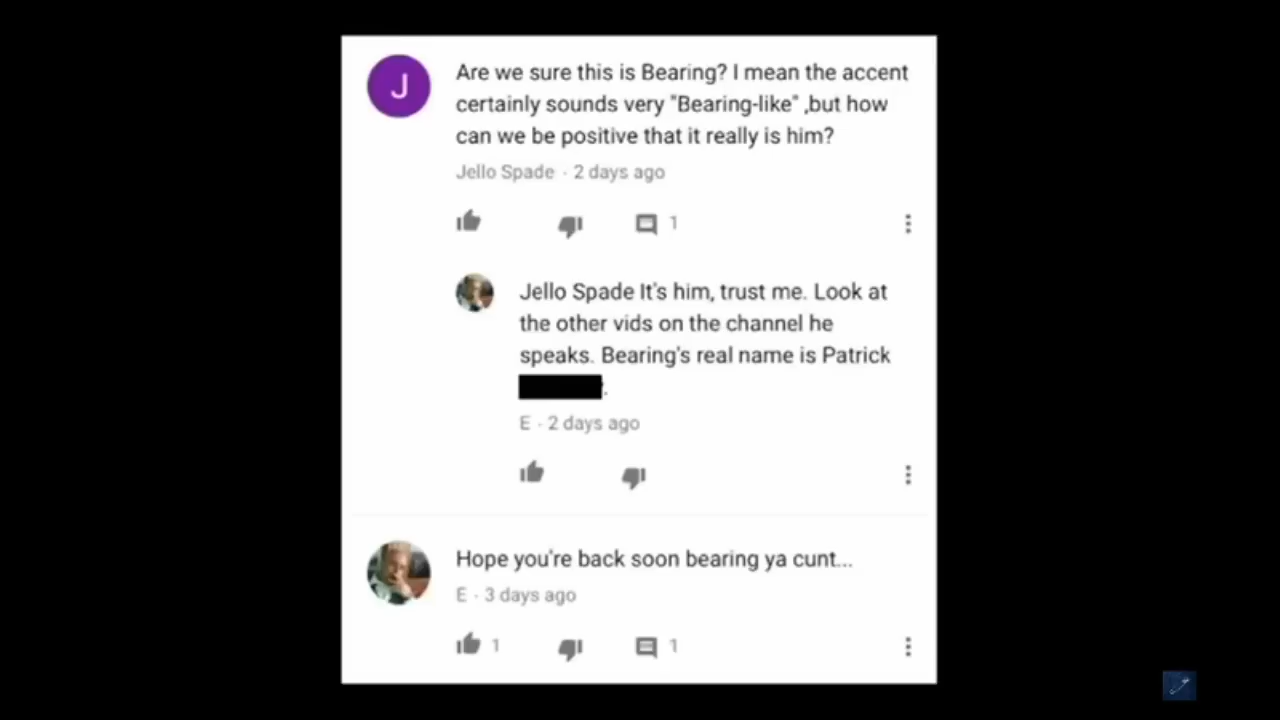 J
Are we sure this is Bearing? I mean the accent
certainly sounds very "Bearing-like" ,but how
can we be positive that it really is him?
Jello Spade · 2 days ago
1
Jello Spade It's him, trust me. Look at
the other vids on the channel he
speaks. Bearing's real name is Patrick
.
E · 2 days ago
Hope you're back soon bearing ya cunt...
E · 3 days ago
1 1